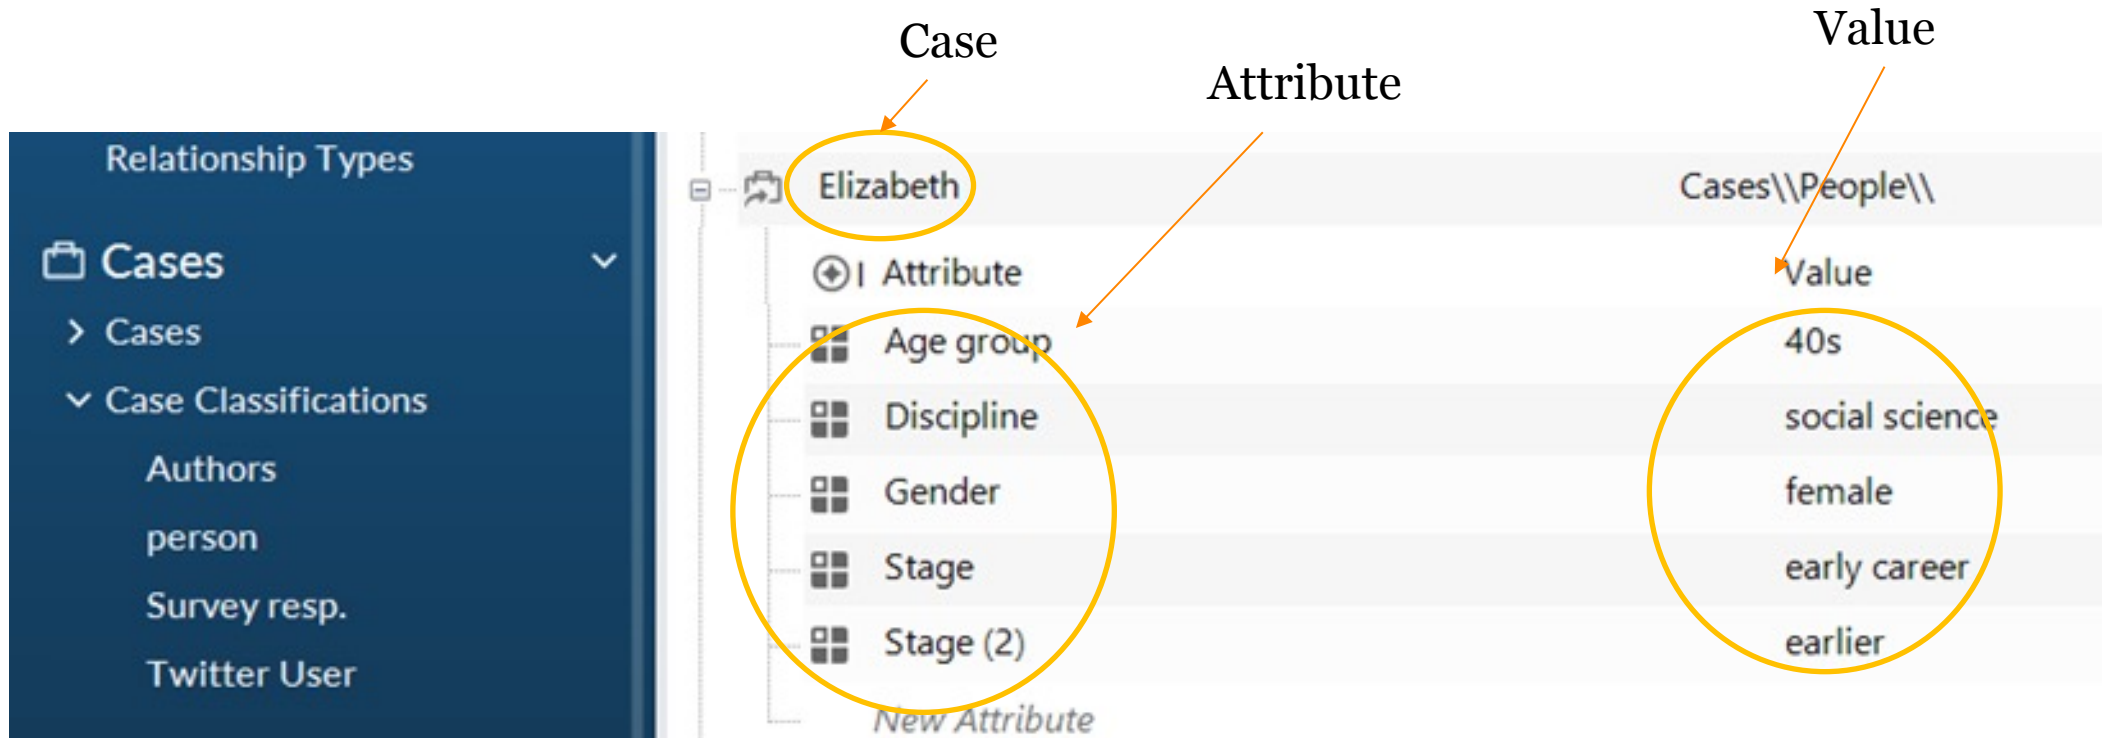 Case
Value
Attribute
Relationship Types
Cases
Cases
Case Classifications
Authors
person
Survey resp.
Twitter User
Elizabeth Cases\\People\\
Attribute Value
Age group 40s
Discipline social science
Gender female
Stage early career
Stage (2) earlier
New Attribute